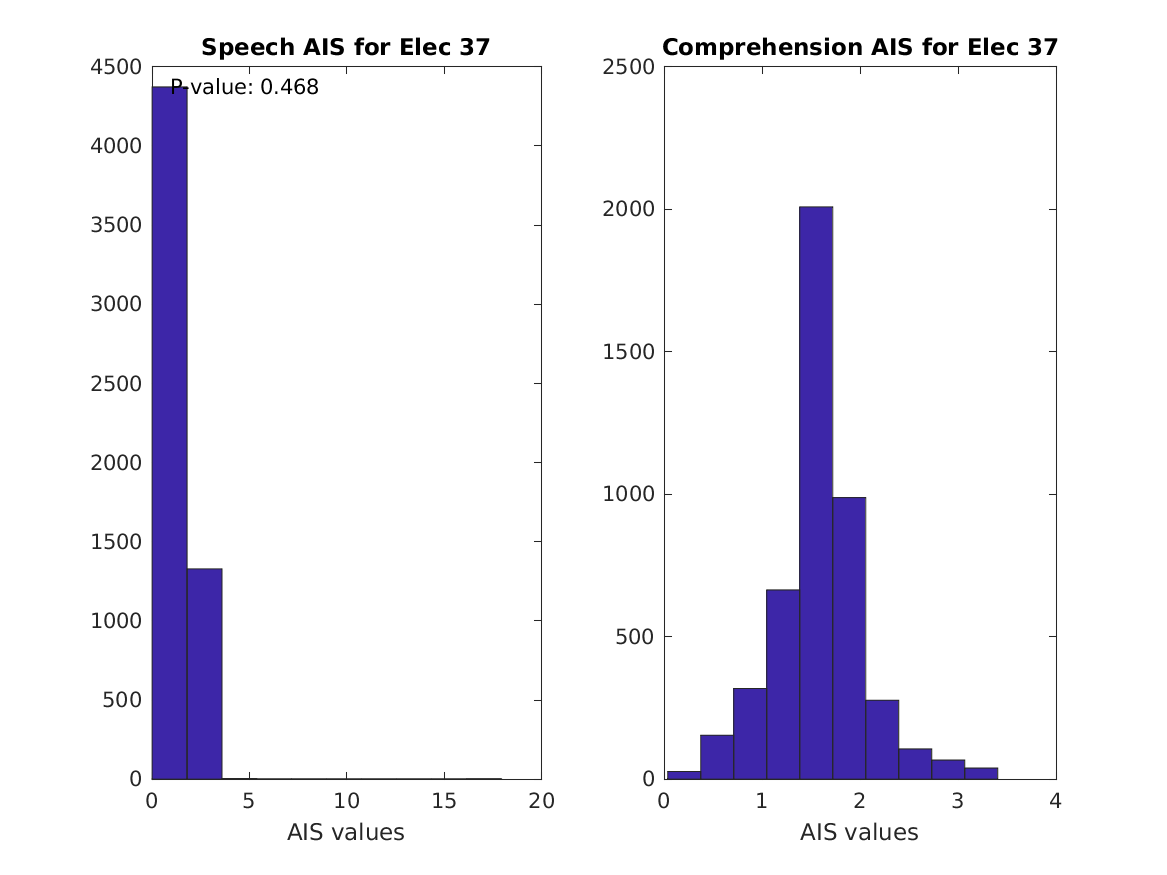 Speech AIS for Elec 37
P-value: 0.468
4500
4000
3500
3000
2500
2000
1500
1000
500
0
0 5 10 15 20
AIS values
Comprehension AIS for Elec 37
2500
2000
1500
1000
500
0
0 1 2 3 4
AIS values